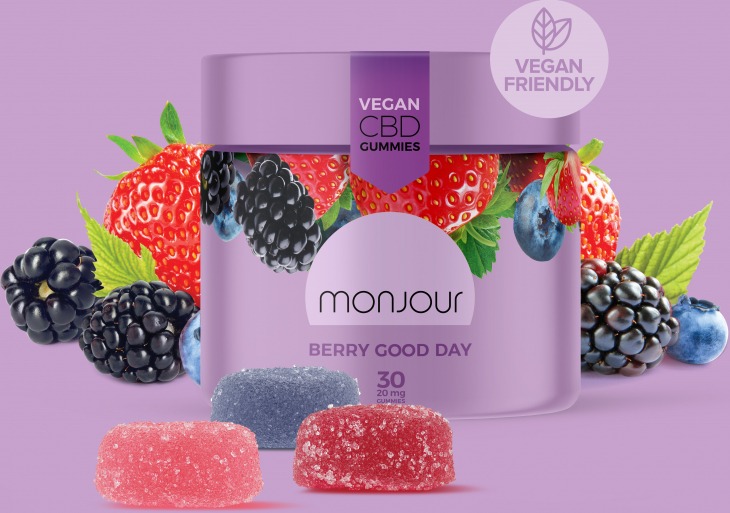 VEGAN
FRIENDLY
VEGAN
CBD
GUMMIES
monJour
BERRY GOOD DAY
30
20 mg
GUMMIES